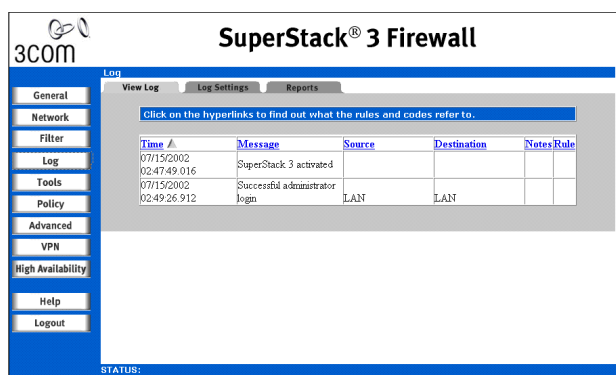 3COM
SuperStack® 3 Firewall
Log
View Log
Log Settings
Reports
General
Network
Filter
Log
Tools
Policy
Advanced
VPN
High Availability
Help
Logout
Click on the hyperlinks to find out what the rules and codes refer to.
Time Message Source Destination Notes Rule
07/15/2002
02:47:49.016
SuperStack 3 activated
07/15/2002
02:49:26.912
Successful administrator
login
LAN
LAN
STATUS: